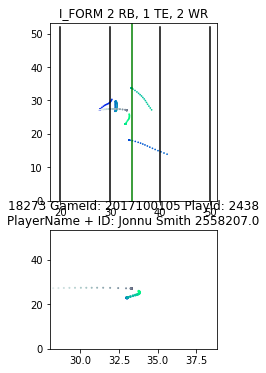 I_FORM 2 RB, 1 TE, 2 WR
50
40
30
20
10
0
20 30 40 50
18273 GameId: 2017100105 PlayId: 2438
PlayerName + ID: Jonnu Smith 2558207.0
40
20
0
30.0 32.5 35.0 37.5